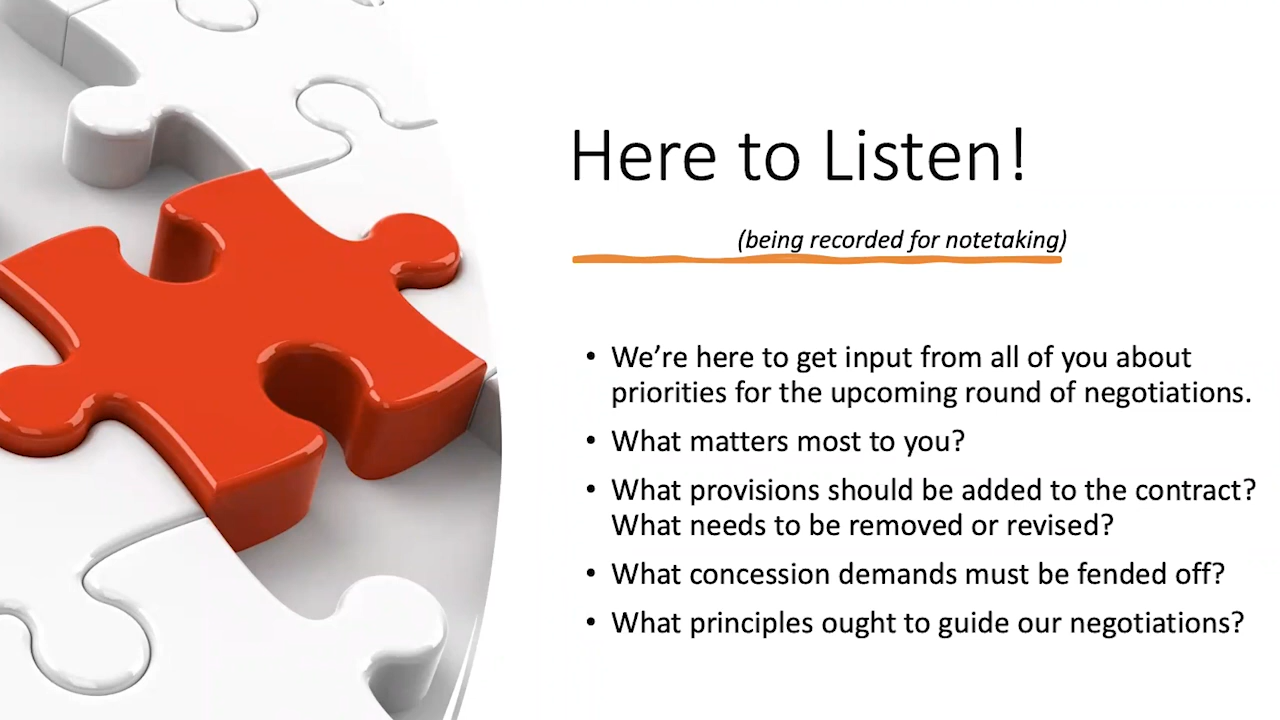 Here to Listen!
(being recorded for notetaking)
• We’re here to get input from all of you about
priorities for the upcoming round of negotiations.
• What matters most to you?
• What provisions should be added to the contract?
What needs to be removed or revised?
• What concession demands must be fended off?
• What principles ought to guide our negotiations?